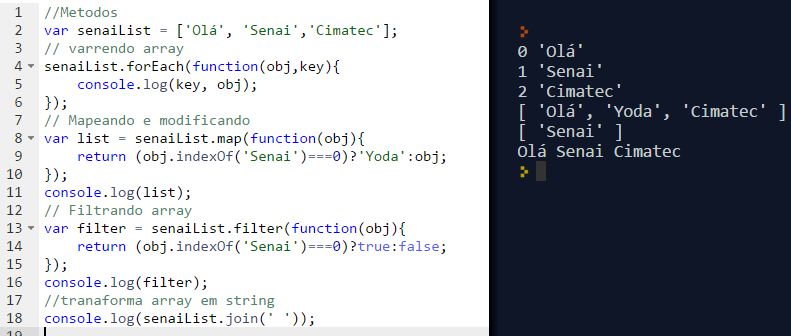 1 //Metodos
2 var senaiList = ['Olá', 'Senai','Cimatec'];
3 // varrendo array
4 senaiList.forEach(function(obj,key){
5 console.log(key, obj);
6 });
7 // Mapeando e modificando
8 var list = senaiList.map(function(obj){
9 return (obj.indexOf('Senai')===0)?'Yoda':obj;
10 });
11 console.log(list);
12 // Filtrando array
13 var filter = senaiList.filter(function(obj){
14 return (obj.indexOf('Senai')===0)?true:false;
15 });
16 console.log(filter);
17 //tranaforma array em string
18 console.log(senaiList.join(' '));
19
0 'Olá'
1 'Senai'
2 'Cimatec'
[ 'Olá', 'Yoda', 'Cimatec' ]
[ 'Senai' ]
Olá Senai Cimatec